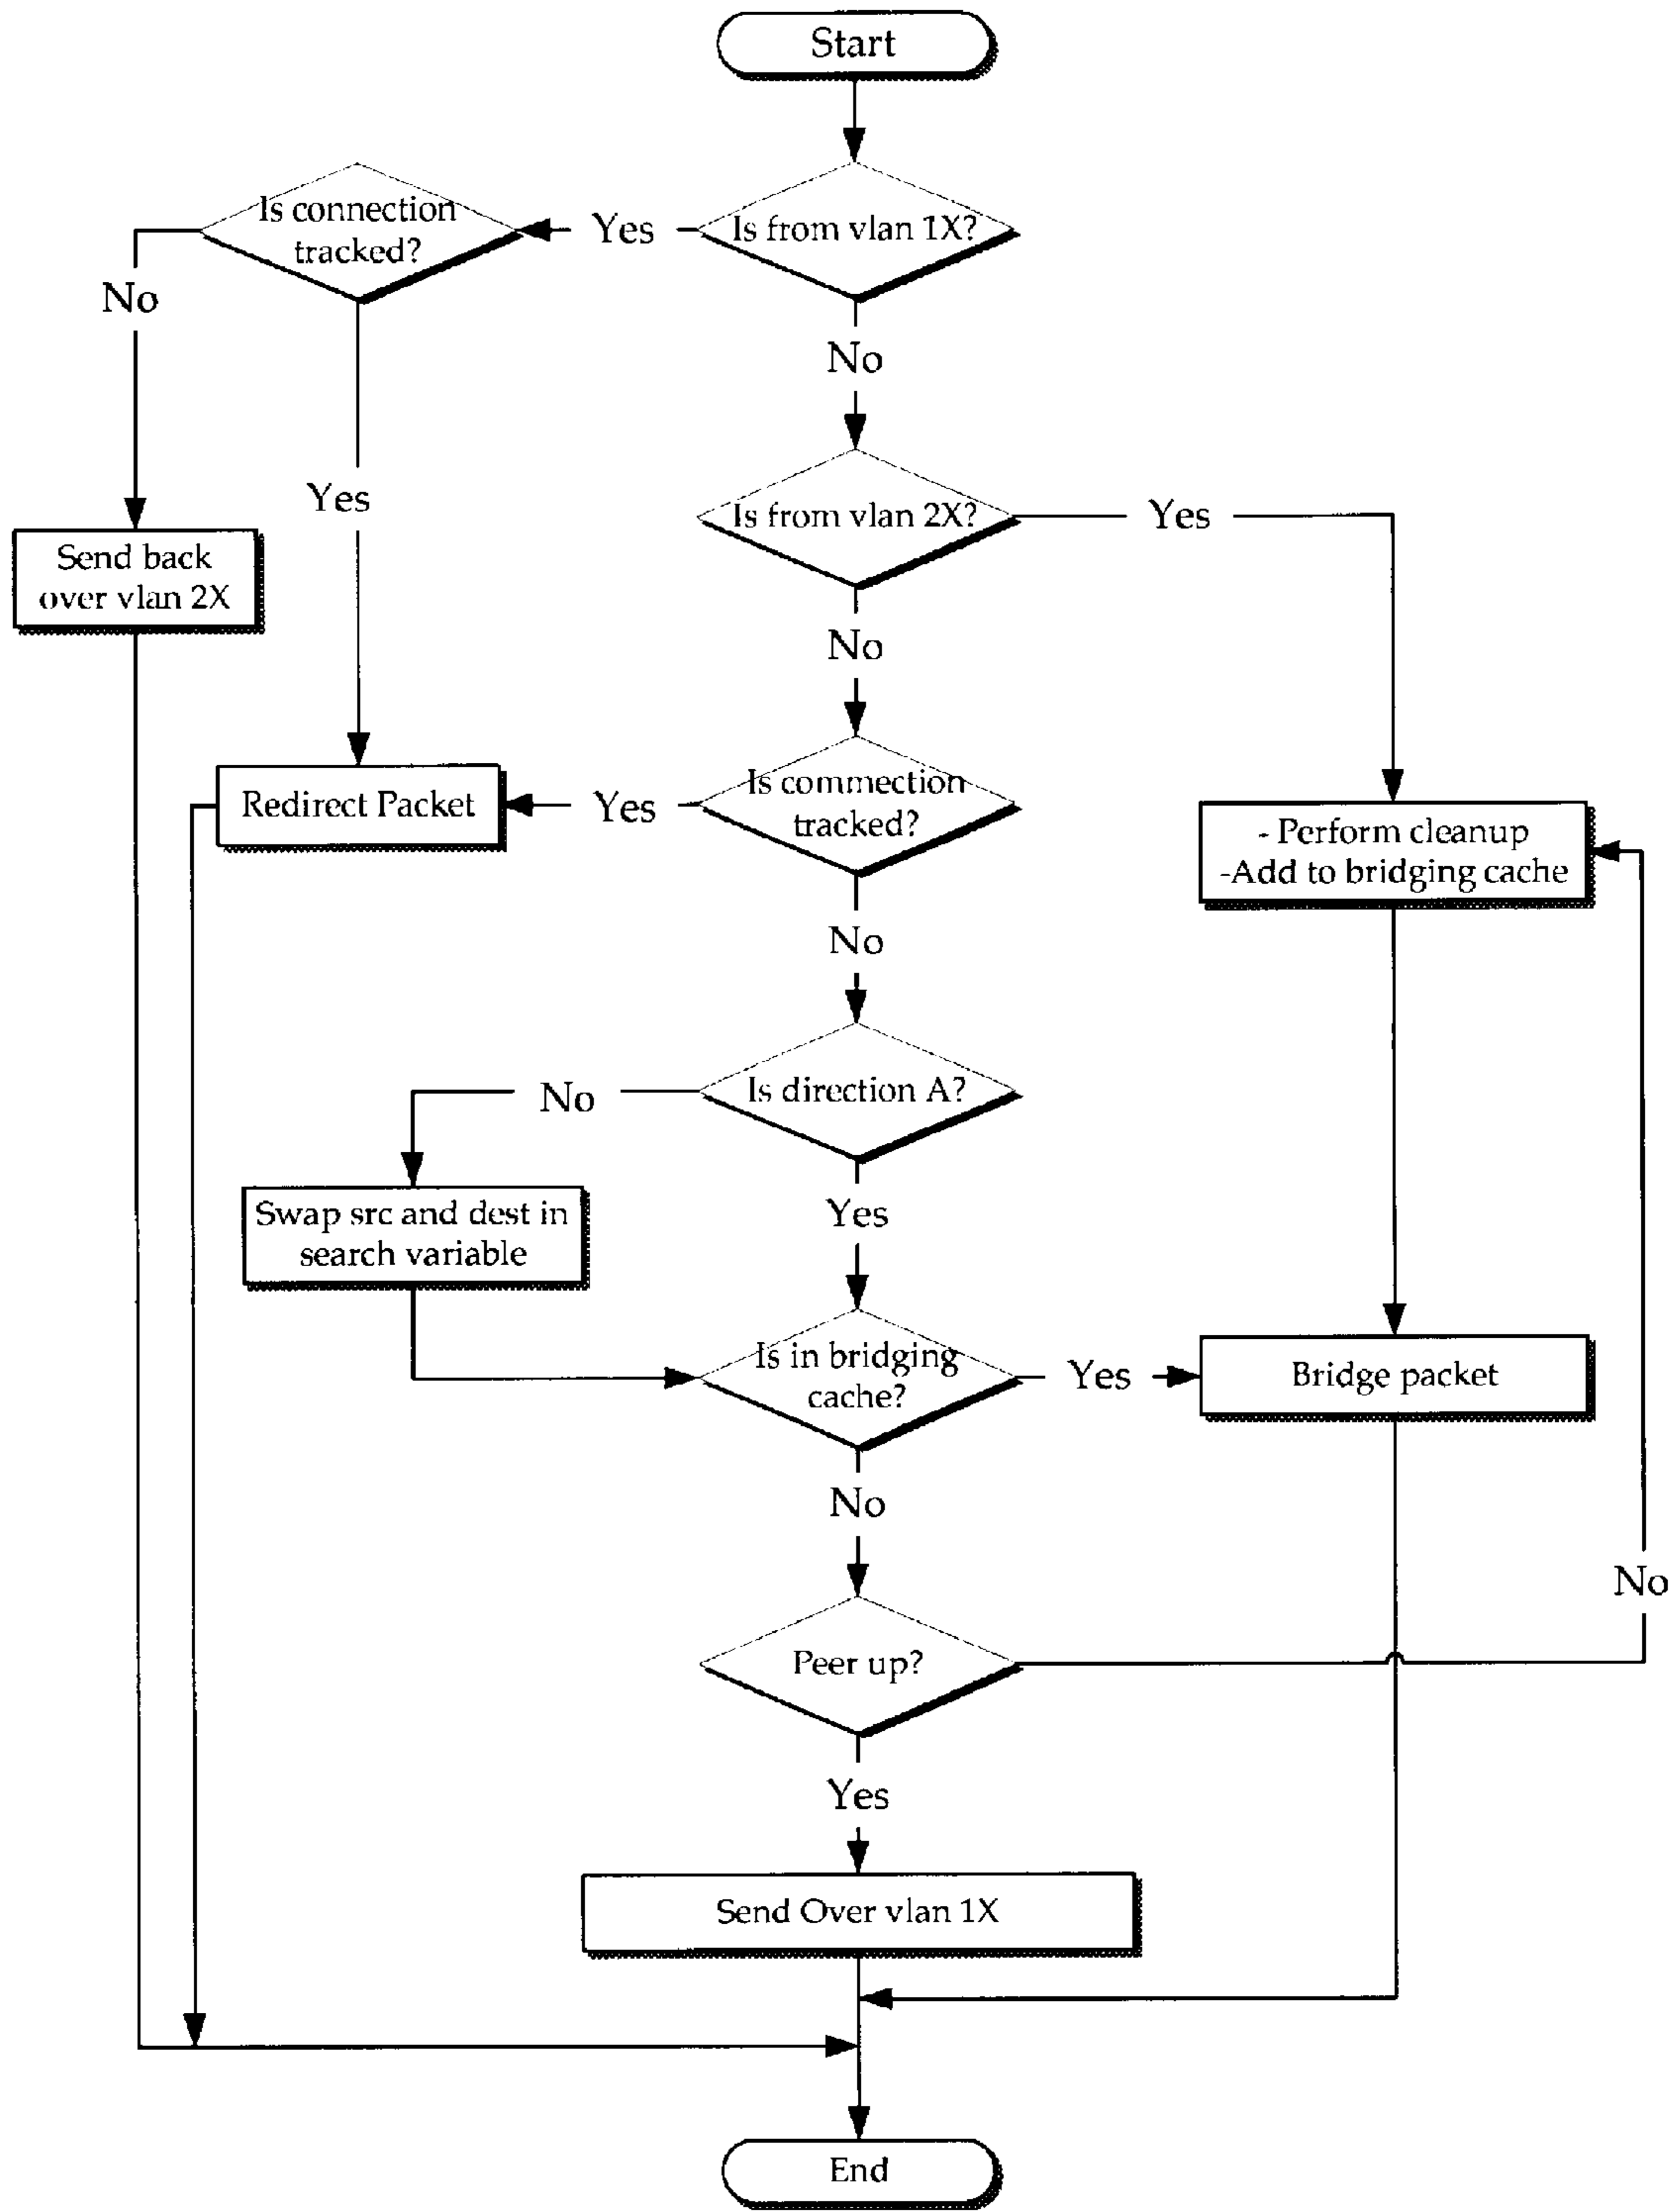 Start
Is from vlan 1X?
Yes
Is connection
tracked?
No
No
Yes
Is from vlan 2X?
Yes
Send back
over vlan 2X
No
Is commection
tracked?
Yes
Redirect Packet
- Perform cleanup
-Add to bridging cache
No
Is direction A?
No
Yes
Swap src and dest in
search variable
Is in bridging
cache?
Yes
Bridge packet
No
No
Peer up?
Yes
Send Over vlan 1X
End